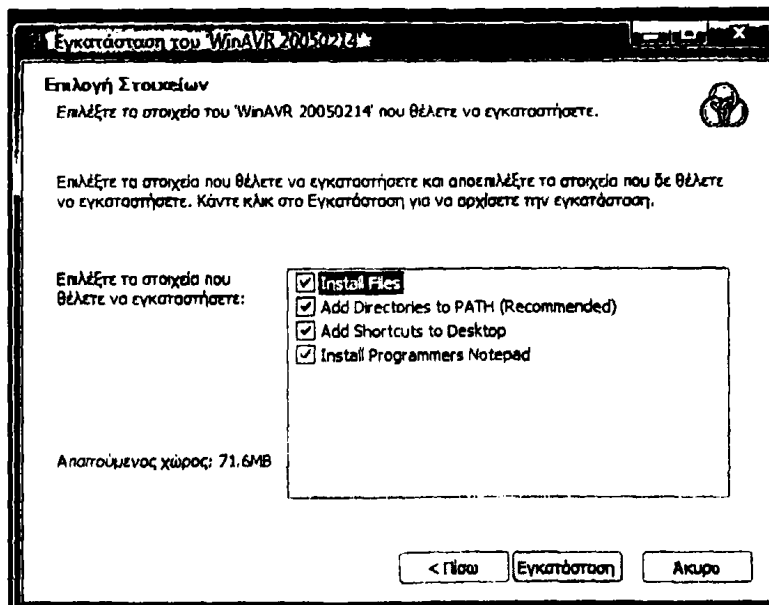 Εγκατάσταση του 'WinAVR 20050214'
Επιλογή Στοιχείων
Επιλέξτε τα στοιχεία του 'WinAVR 20050214' που θέλετε να εγκαταστήσετε.
Επιλέξτε τα στοιχεία που θέλετε να εγκαταστήσετε και αποεπιλέξτε τα στοιχεία που δε θέλετε
να εγκαταστήσετε. Κάντε κλικ στο Εγκατάσταση για να αρχίσετε την εγκατάσταση.
Επιλέξτε τα στοιχεία που
θέλετε να εγκαταστήσετε:
Install Files
Add Directories to PATH (Recommended)
Add Shortcuts to Desktop
Install Programmers Notepad
Απαιτούμενος χώρος: 71.6MB
< Πίσω
Εγκατάσταση
Άκυρο